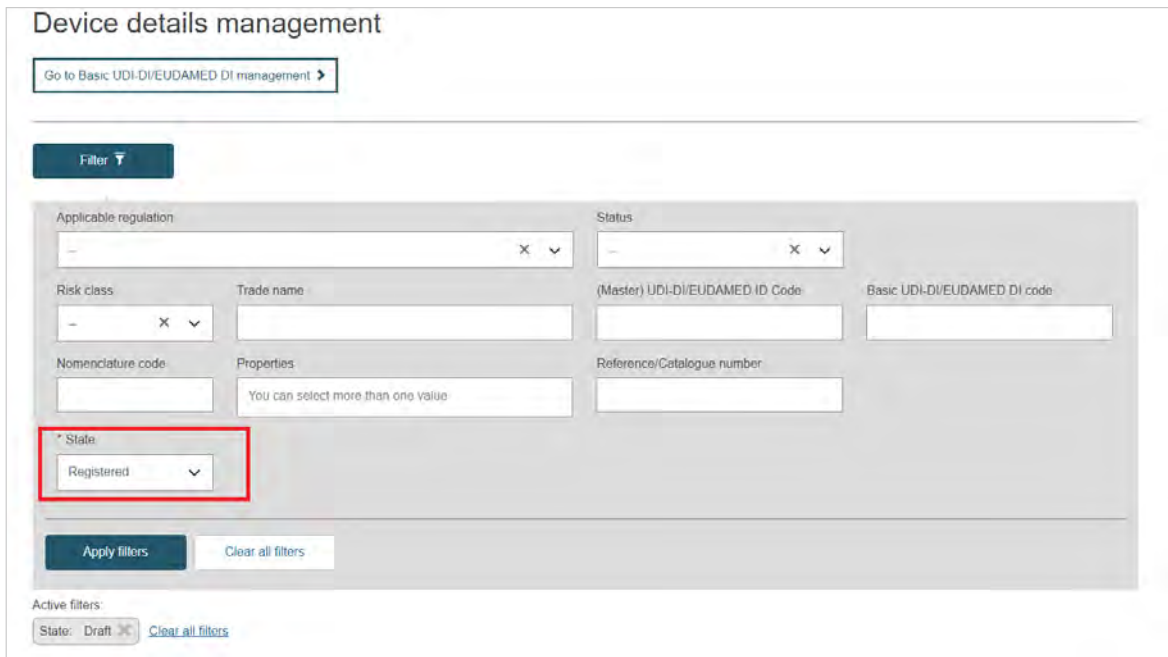 Device details management
Go to Basic UDI-DI/EUDAMED DI management
Filter
Applicable regulation Status
– –
Risk class Trade name (Master) UDI-DI/EUDAMED ID Code Basic UDI-DI/EUDAMED DI code
–
Nomenclature code Properties Reference/Catalogue number
You can select more than one value
* State
Registered
Apply filters Clear all filters
Active filters:
State: Draft Clear all filters